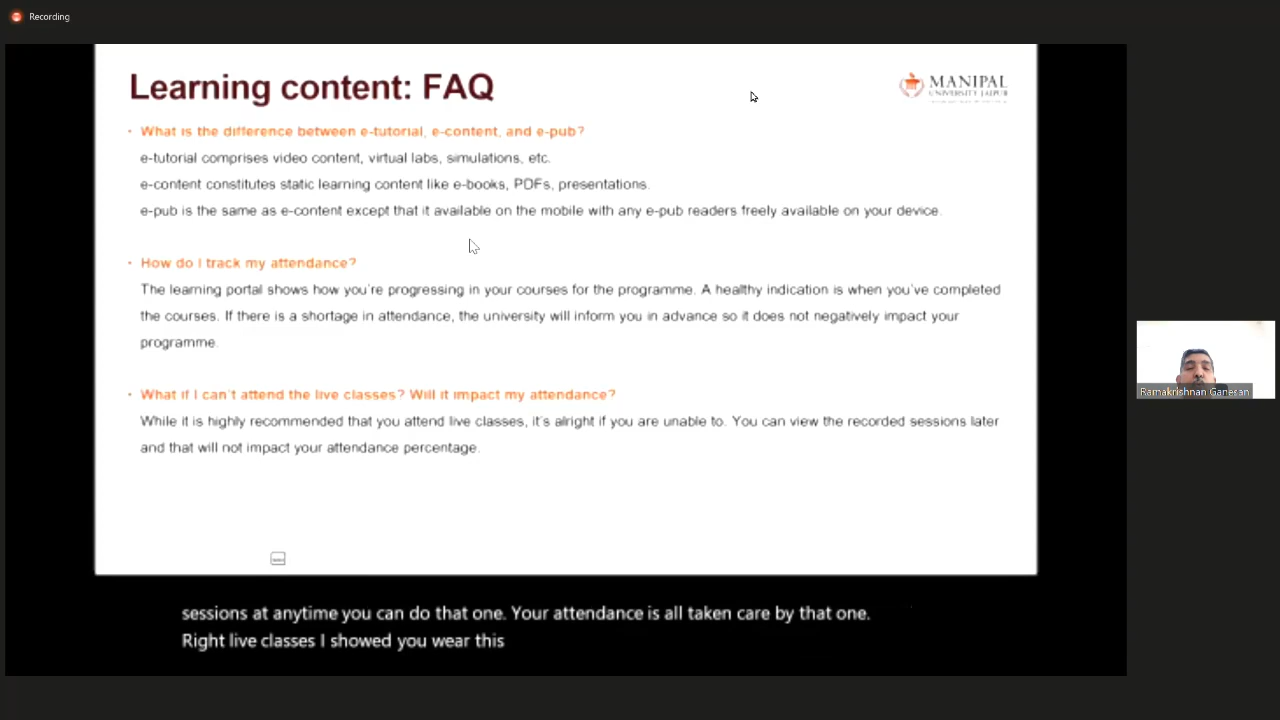 Recording
Learning content: FAQ
MANIPAL
UNIVERSITY JAIPUR
• What is the difference between e-tutorial, e-content, and e-pub?
e-tutorial comprises video content, virtual labs, simulations, etc.
e-content constitutes static learning content like e-books, PDFs, presentations.
e-pub is the same as e-content except that it available on the mobile with any e-pub readers freely available on your device.
• How do I track my attendance?
The learning portal shows how you're progressing in your courses for the programme. A healthy indication is when you've completed
the courses. If there is a shortage in attendance, the university will inform you in advance so it does not negatively impact your
programme.
• What if I can't attend the live classes? Will it impact my attendance?
While it is highly recommended that you attend live classes, it's alright if you are unable to. You can view the recorded sessions later
and that will not impact your attendance percentage.
Ramakrishnan Ganesan
sessions at anytime you can do that one. Your attendance is all taken care by that one.
Right live classes I showed you wear this